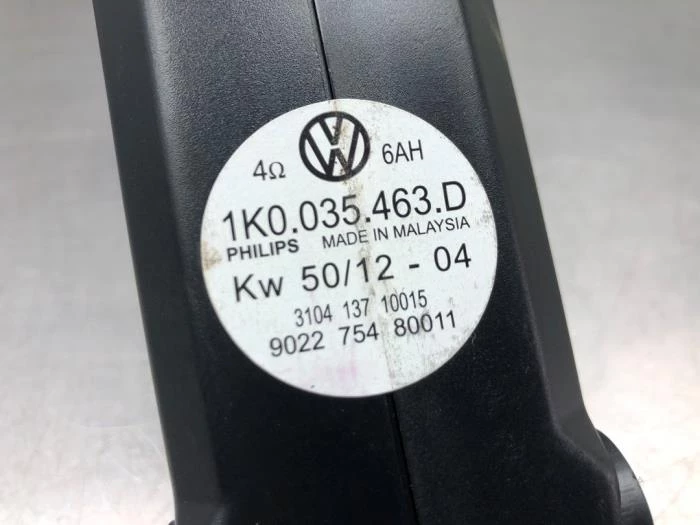 4Ω VW 6AH
1K0.035.463.D
PHILIPS MADE IN MALAYSIA
Kw 50/12 - 04
3104 137 10015
9022 754 80011